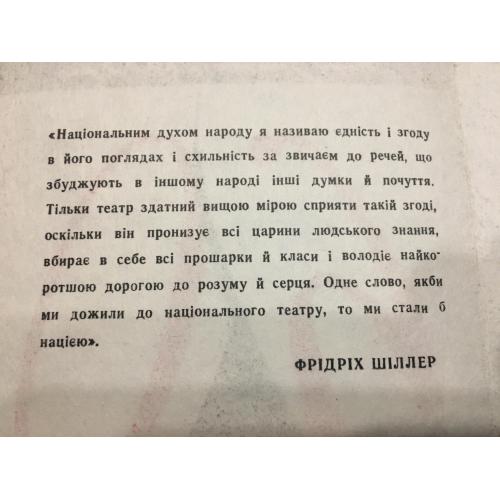 «Національним духом народу я називаю єдність і згоду
в його поглядах і схильність за звичаєм до речей, що
збуджують в іншому народі інші думки й почуття.
Тільки театр здатний вищою мірою сприяти такій згоді,
оскільки він пронизує всі царини людського знання,
вбирає в себе всі прошарки й класи і володіє найко-
ротшою дорогою до розуму й серця. Одне слово, якби
ми дожили до національного театру, то ми стали б
нацією».
ФРІДРІХ ШІЛЛЕР